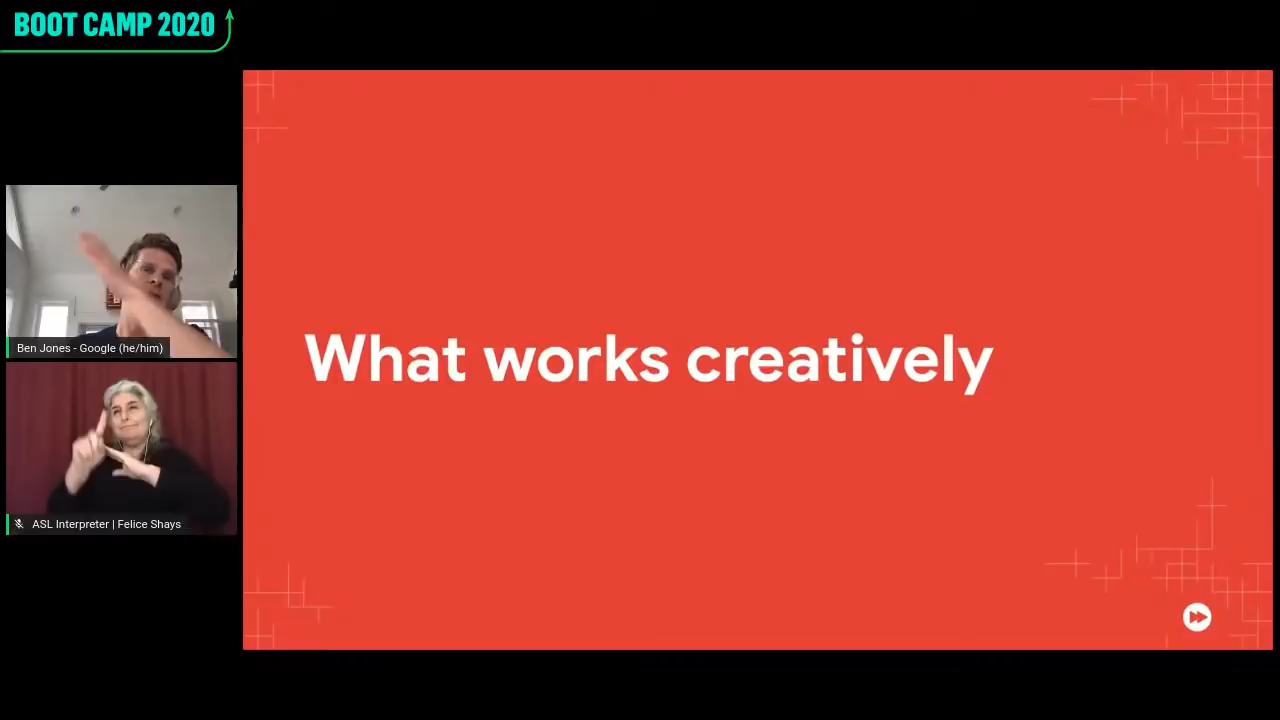 BOOT CAMP 2020
What works creatively
Ben Jones - Google (he/him)
ASL Interpreter | Felice Shays